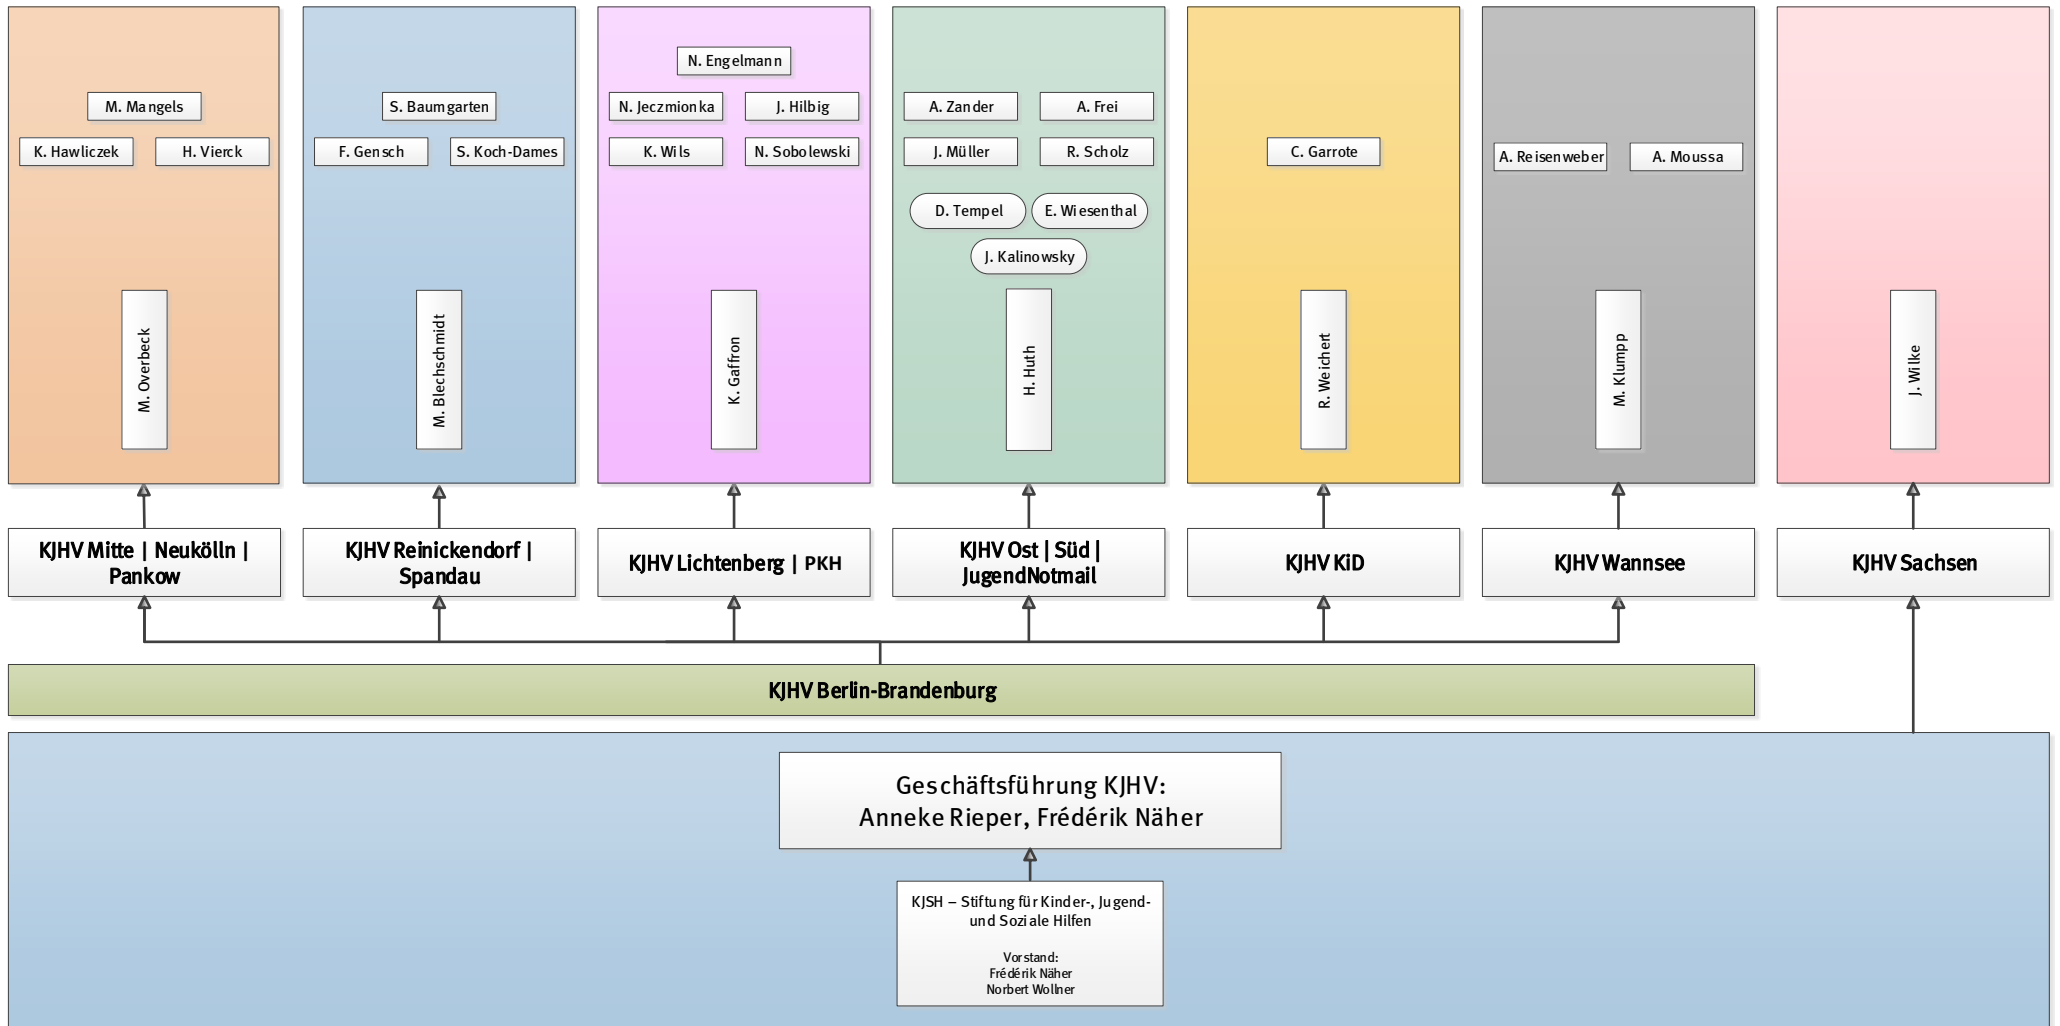 M. Mangels
K. Hawliczek
H. Vierck
M. Overbeck
S. Baumgarten
F. Gensch
S. Koch-Dames
M. Blechschmidt
N. Engelmann
N. Jeczmionka
J. Hilbig
K. Wils
N. Sobolewski
K. Gaffron
A. Zander
A. Frei
J. Müller
R. Scholz
D. Tempel
E. Wiesenthal
J. Kalinowsky
H. Huth
C. Garrote
R. Weichert
A. Reisenweber
A. Moussa
M. Klumpp
J. Wilke
KJHV Mitte | Neukölln |
Pankow
KJHV Reinickendorf |
Spandau
KJHV Lichtenberg | PKH
KJHV Ost | Süd |
JugendNotmail
KJHV KiD
KJHV Wannsee
KJHV Sachsen
KJHV Berlin-Brandenburg
Geschäftsführung KJHV:
Anneke Rieper, Frédérik Näher
KJSH – Stiftung für Kinder-, Jugend-
und Soziale Hilfen
Vorstand:
Frédérik Näher
Norbert Wollner